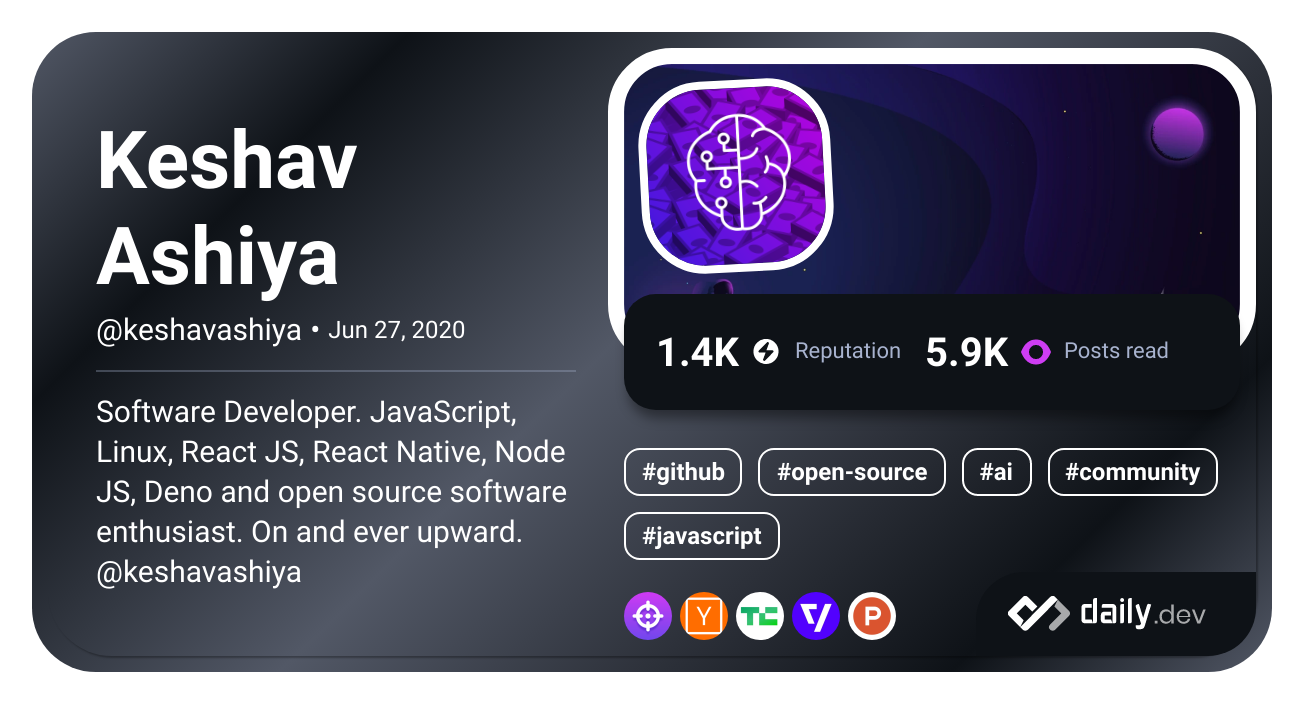 Keshav
Ashiya
@keshavashiya • Jun 27, 2020
Software Developer. JavaScript,
Linux, React JS, React Native, Node
JS, Deno and open source software
enthusiast. On and ever upward.
@keshavashiya
1.4K Reputation 5.9K Posts read
#github #open-source #ai #community
#javascript
Y TC P
daily.dev